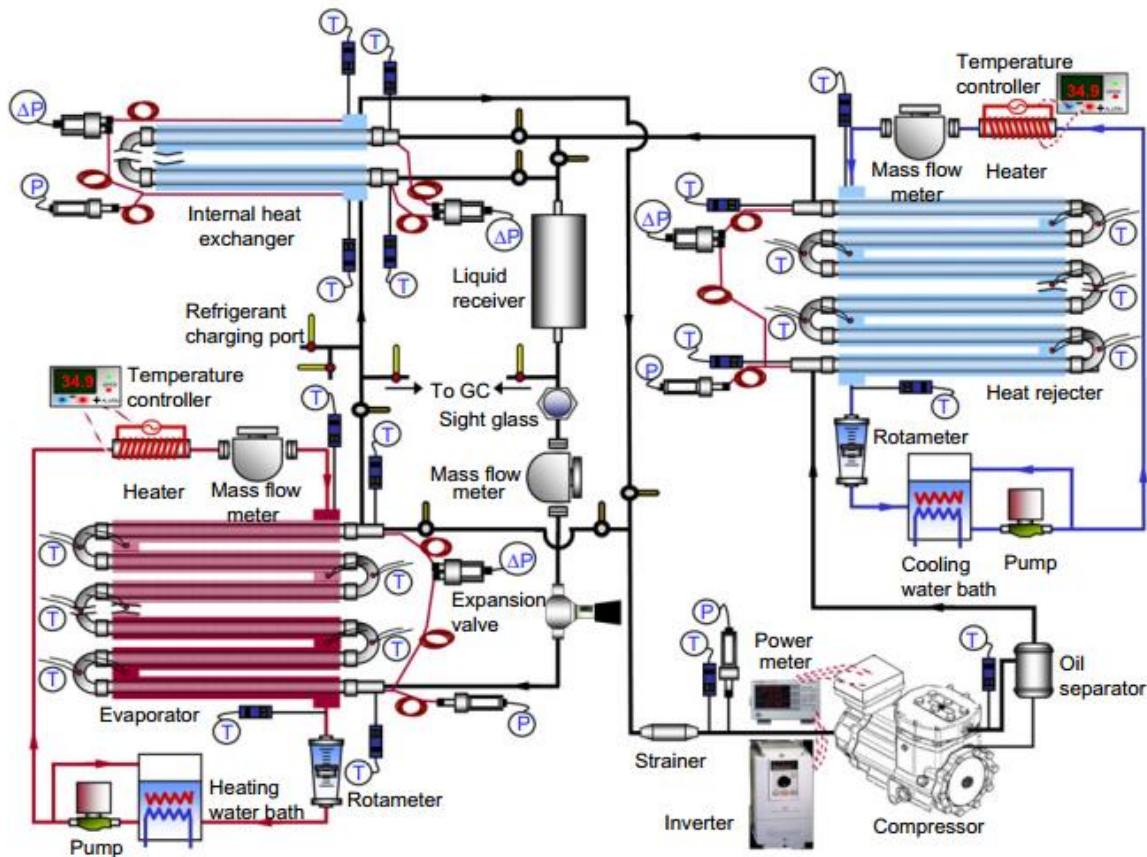 T
T
ΔP
P
Internal heat
exchanger
ΔP
T
T
Liquid
receiver
Refrigerant
charging port
To GC
Sight glass
Mass flow
meter
Expansion
valve
Temperature
controller
34.9
Mass flow
meter
Heater
T
ΔP
T
T
T
T
T
T
P
Heat rejecter
T
Rotameter
Cooling
water bath
Pump
34.9
Temperature
controller
T
T
Heater
Mass flow
meter
T
T
T
T
T
ΔP
Evaporator
T
P
T
Rotameter
Heating
water bath
Pump
P
T
Power
meter
T
Oil
separator
Strainer
Inverter
Compressor